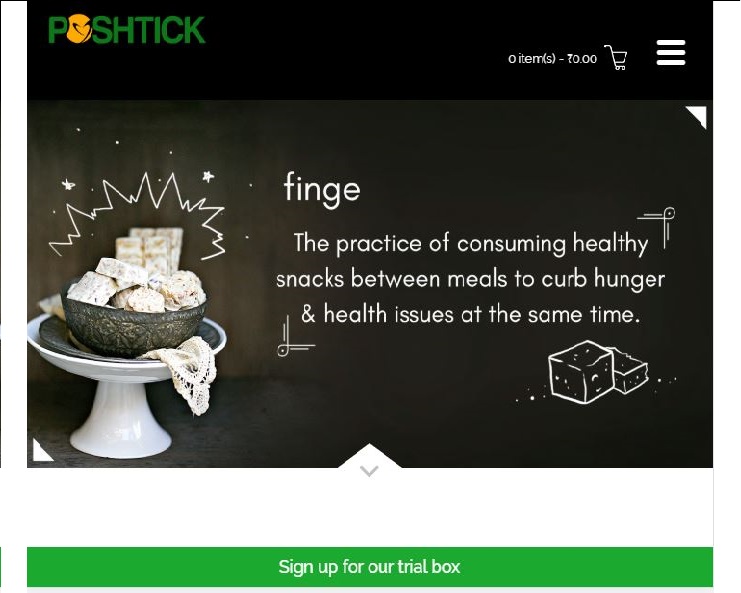 POSHTICK
0 item(s) - ₹0.00
finge
The practice of consuming healthy
snacks between meals to curb hunger
& health issues at the same time.
Sign up for our trial box